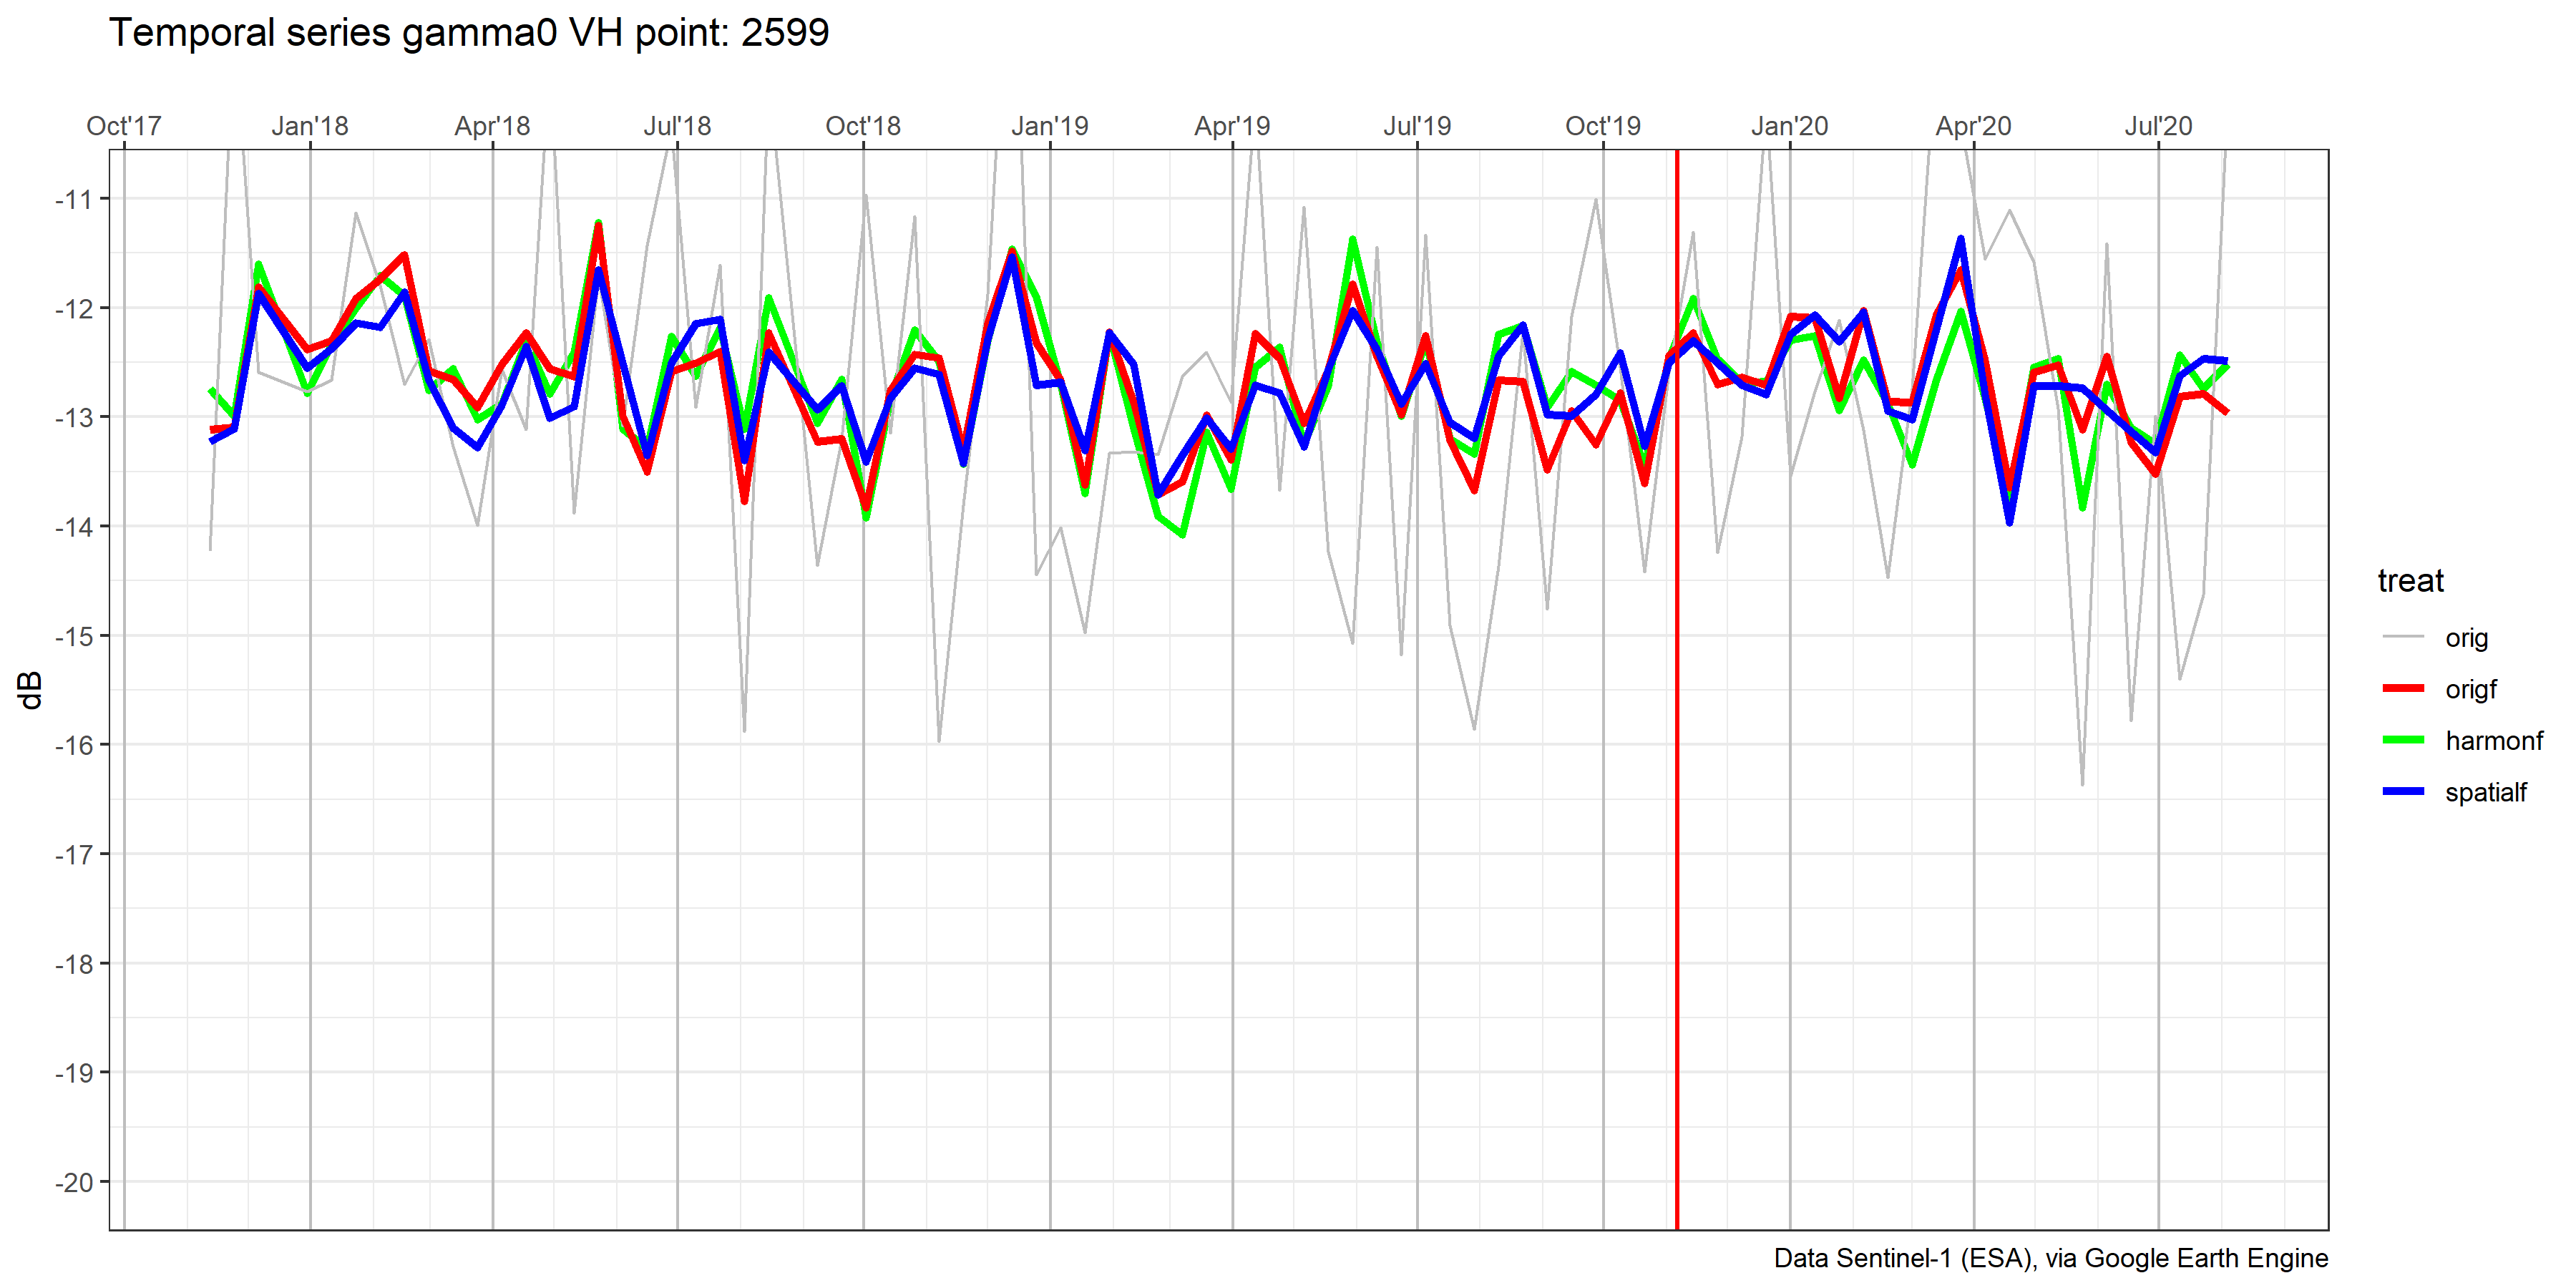 Temporal series gamma0 VH point: 2599
Oct'17 Jan'18 Apr'18 Jul'18 Oct'18 Jan'19 Apr'19 Jul'19 Oct'19 Jan'20 Apr'20 Jul'20
-11
-12
-13
-14
-15
-16
-17
-18
-19
-20
dB
treat
orig
origf
harmonf
spatialf
Data Sentinel-1 (ESA), via Google Earth Engine